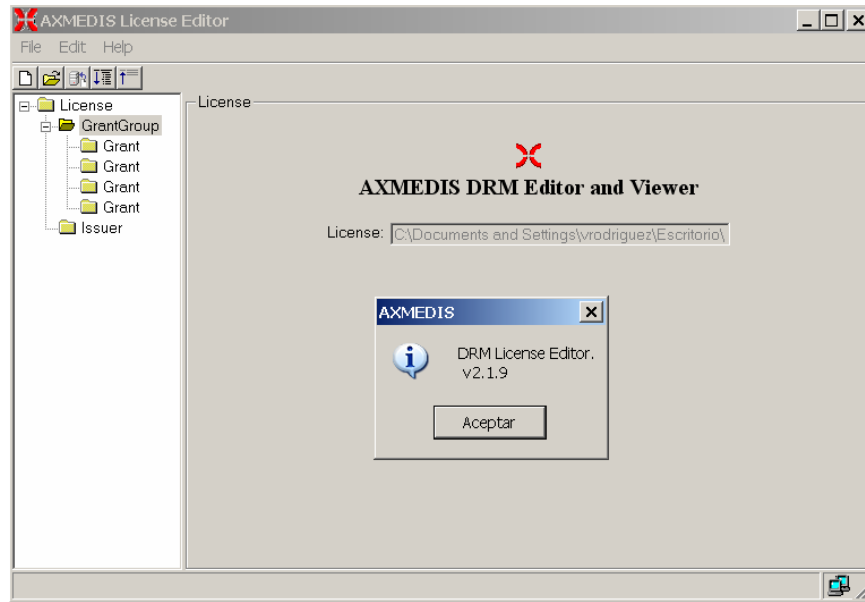 AXMEDIS License Editor
File Edit Help
License
GrantGroup
Grant
Grant
Grant
Grant
Issuer
License
AXMEDIS DRM Editor and Viewer
License: C:\Documents and Settings\vrodriguez\Escritorio\
AXMEDIS
DRM License Editor.
v2.1.9
Aceptar